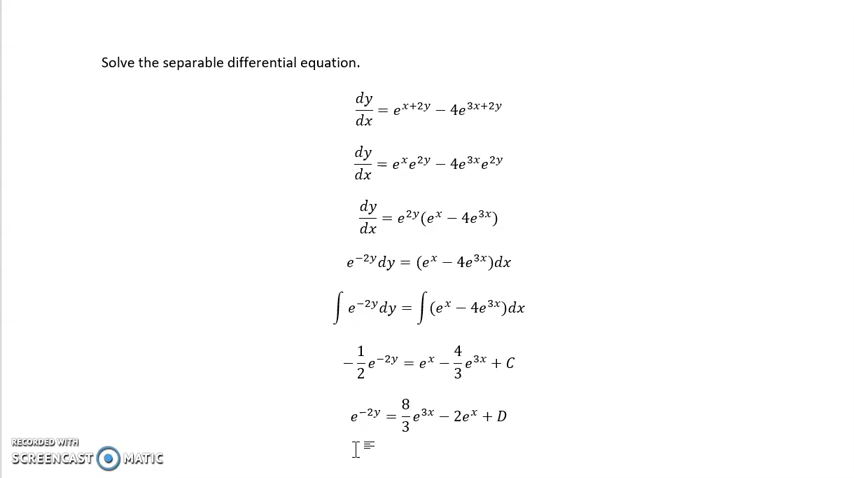 Solve the separable differential equation.
dy/dx = e^{x+2y} − 4e^{3x+2y}
dy/dx = e^x e^{2y} − 4e^{3x} e^{2y}
dy/dx = e^{2y}(e^x − 4e^{3x})
e^{−2y}dy = (e^x − 4e^{3x})dx
∫ e^{−2y}dy = ∫(e^x − 4e^{3x})dx
−1/2 e^{−2y} = e^x − 4/3 e^{3x} + C
e^{−2y} = 8/3 e^{3x} − 2e^x + D
RECORDED WITH
SCREENCAST MATIC